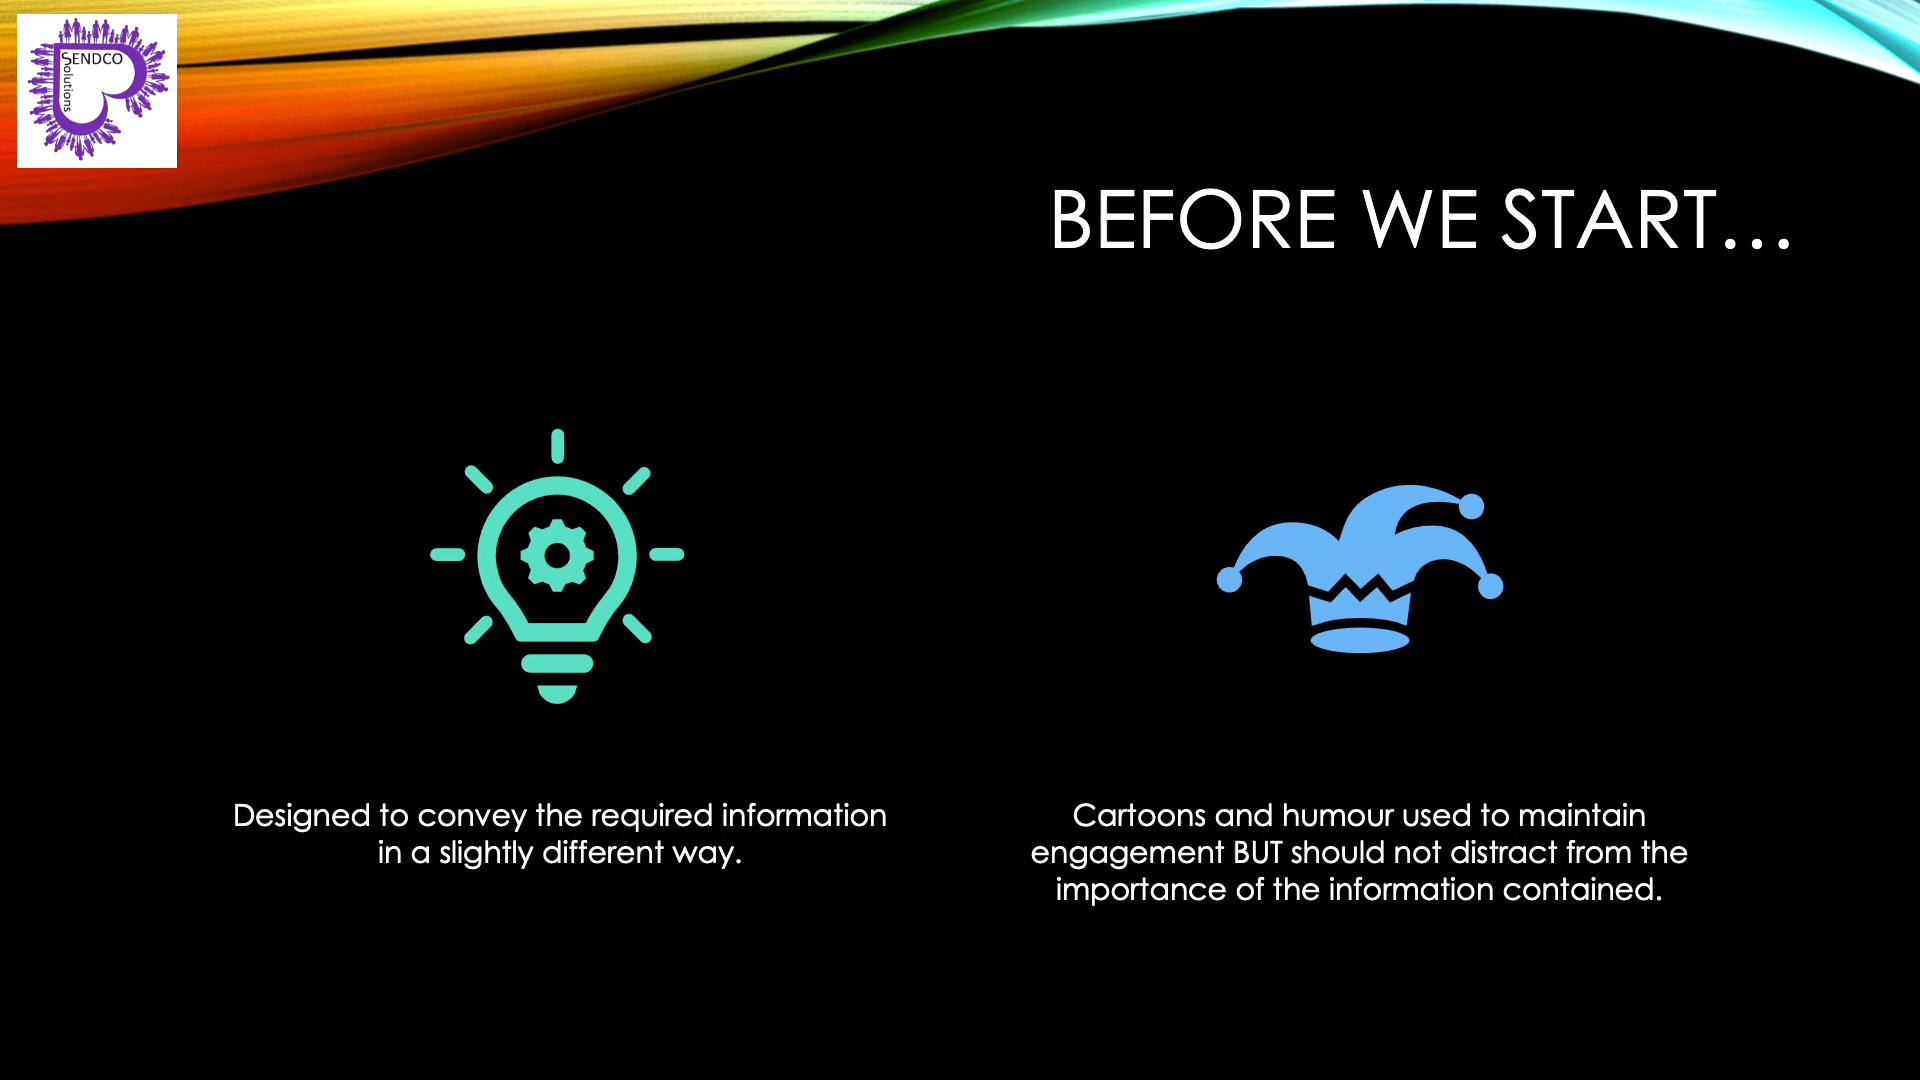 SENDCO
Solutions
BEFORE WE START...
Designed to convey the required information
in a slightly different way.
Cartoons and humour used to maintain
engagement BUT should not distract from the
importance of the information contained.